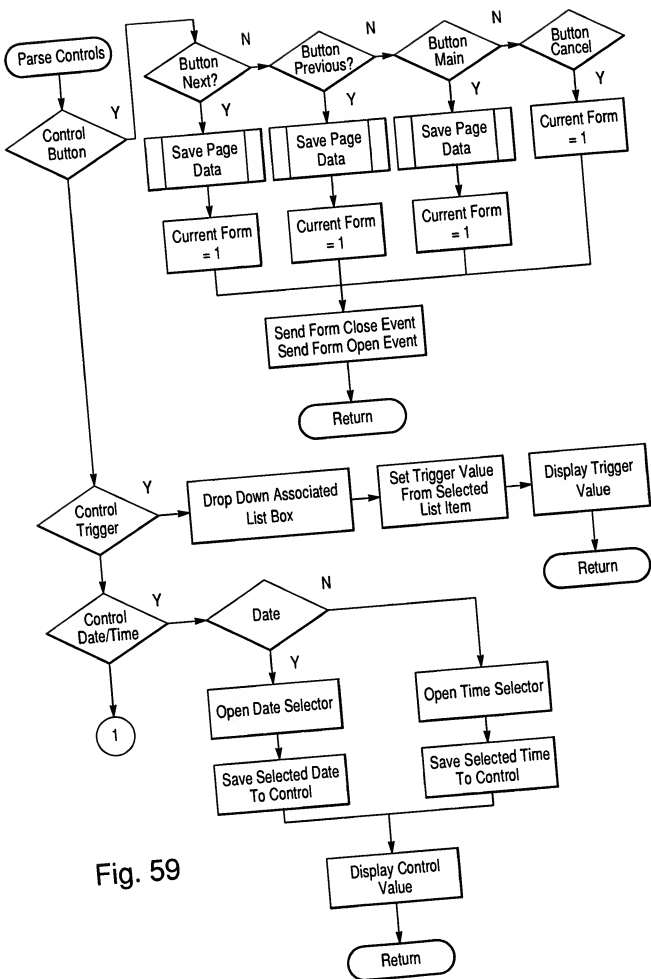 Parse Controls
Control
Button
Y
Button
Next?
N
Button
Previous?
N
Button
Main
N
Button
Cancel
Y
Y
Y
Y
Save Page
Data
Save Page
Data
Save Page
Data
Current Form
= 1
Current Form
= 1
Current Form
= 1
Current Form
= 1
Send Form Close Event
Send Form Open Event
Return
Control
Trigger
Y
Drop Down Associated
List Box
Set Trigger Value
From Selected
List Item
Display Trigger
Value
Return
Control
Date/Time
Y
Date
N
Y
1
Open Date Selector
Open Time Selector
Save Selected Date
To Control
Save Selected Time
To Control
Display Control
Value
Return
Fig. 59